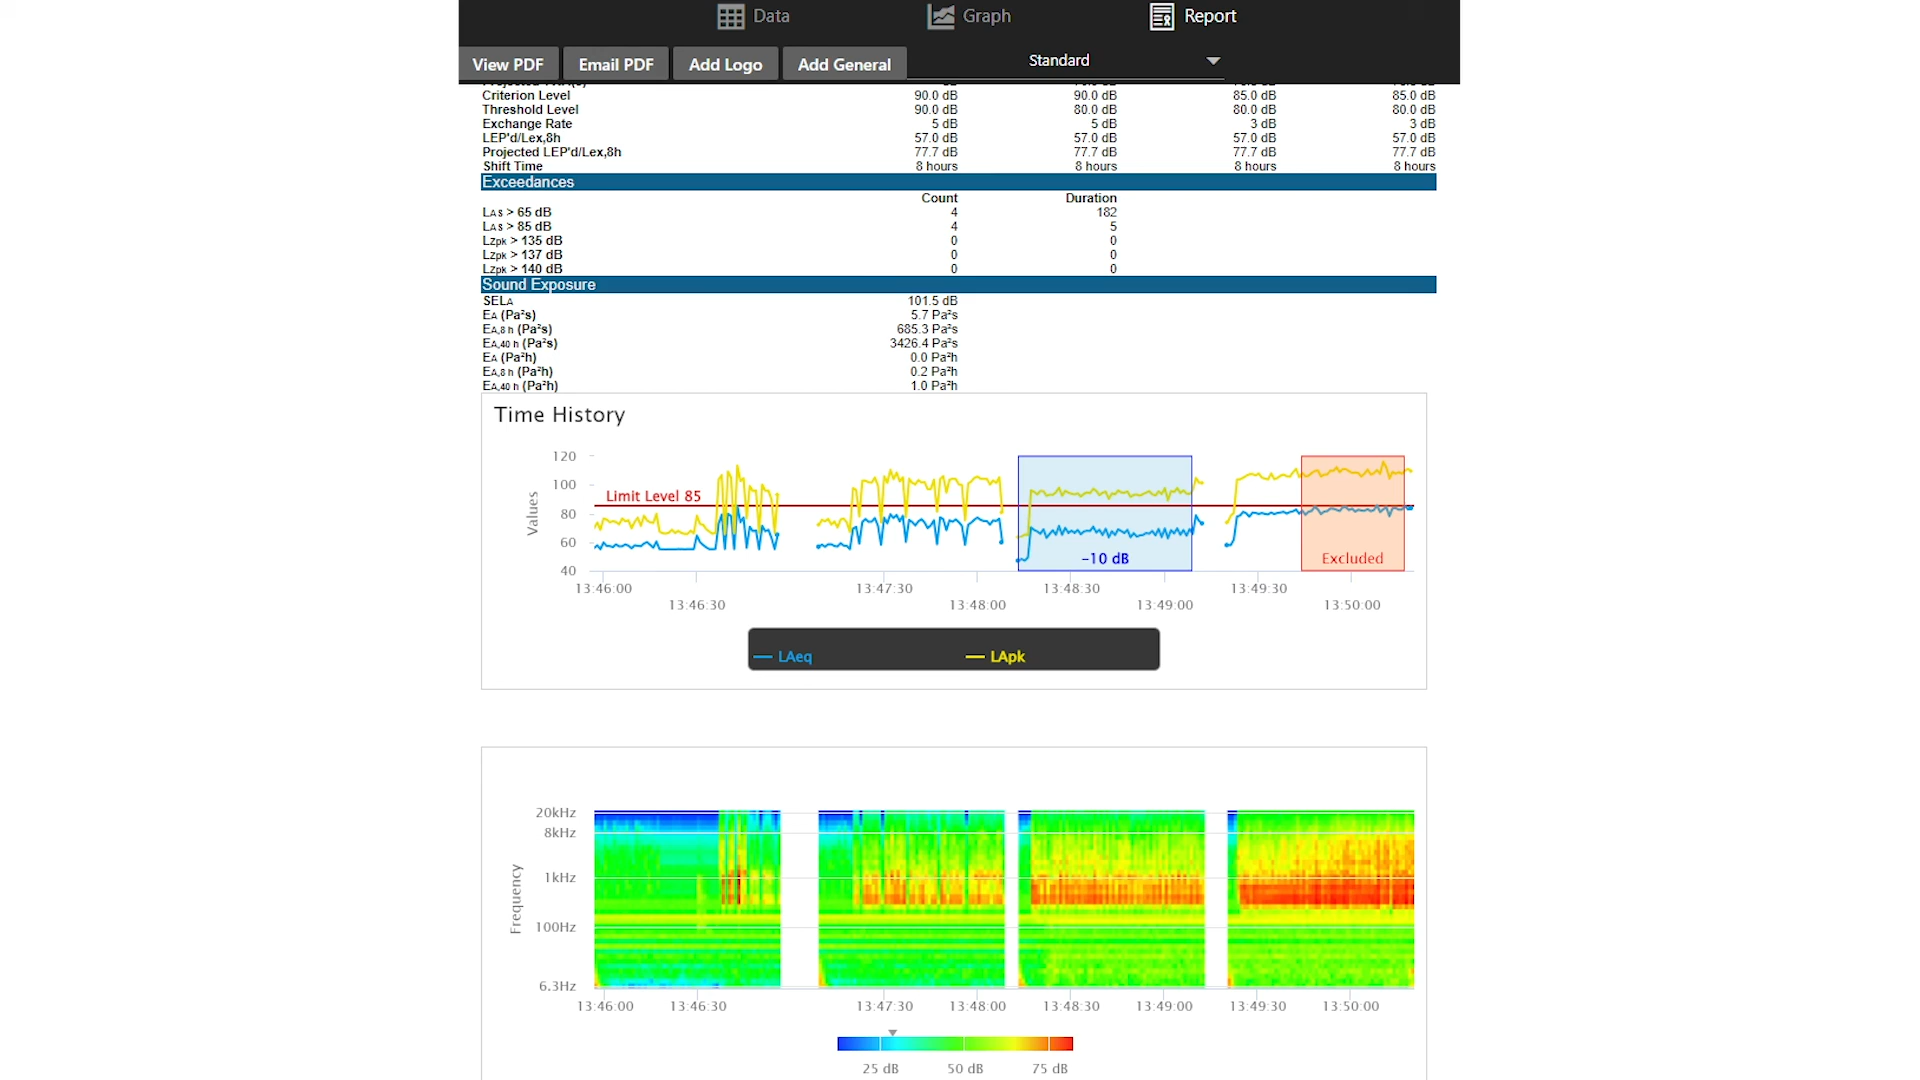 Data Graph Report
View PDF Email PDF Add Logo Add General Standard
Criterion Level 90.0 dB 90.0 dB 85.0 dB 85.0 dB
Threshold Level 90.0 dB 80.0 dB 80.0 dB 80.0 dB
Exchange Rate 5 dB 5 dB 3 dB 3 dB
LEP'd/Lex,8h 57.0 dB 57.0 dB 57.0 dB 57.0 dB
Projected LEP'd/Lex,8h 77.7 dB 77.7 dB 77.7 dB 77.7 dB
Shift Time 8 hours 8 hours 8 hours 8 hours
Exceedances
Count Duration
LAS > 65 dB 4 182
LAS > 85 dB 4 5
LZpk > 135 dB 0 0
LZpk > 137 dB 0 0
LZpk > 140 dB 0 0
Sound Exposure
SELA 101.5 dB
EA (Pa²s) 5.7 Pa²s
EA,8 h (Pa²s) 685.3 Pa²s
EA,40 h (Pa²s) 3426.4 Pa²s
EA (Pa²h) 0.0 Pa²h
EA,8 h (Pa²h) 0.2 Pa²h
EA,40 h (Pa²h) 1.0 Pa²h
Time History
120
100
Limit Level 85
80
60
40
Values
-10 dB
Excluded
13:46:00 13:47:30 13:48:30 13:49:30
13:46:30 13:48:00 13:49:00 13:50:00
LAeq LApk
20kHz
8kHz
1kHz
100Hz
6.3Hz
Frequency
13:46:00 13:46:30 13:47:30 13:48:00 13:48:30 13:49:00 13:49:30 13:50:00
25 dB 50 dB 75 dB